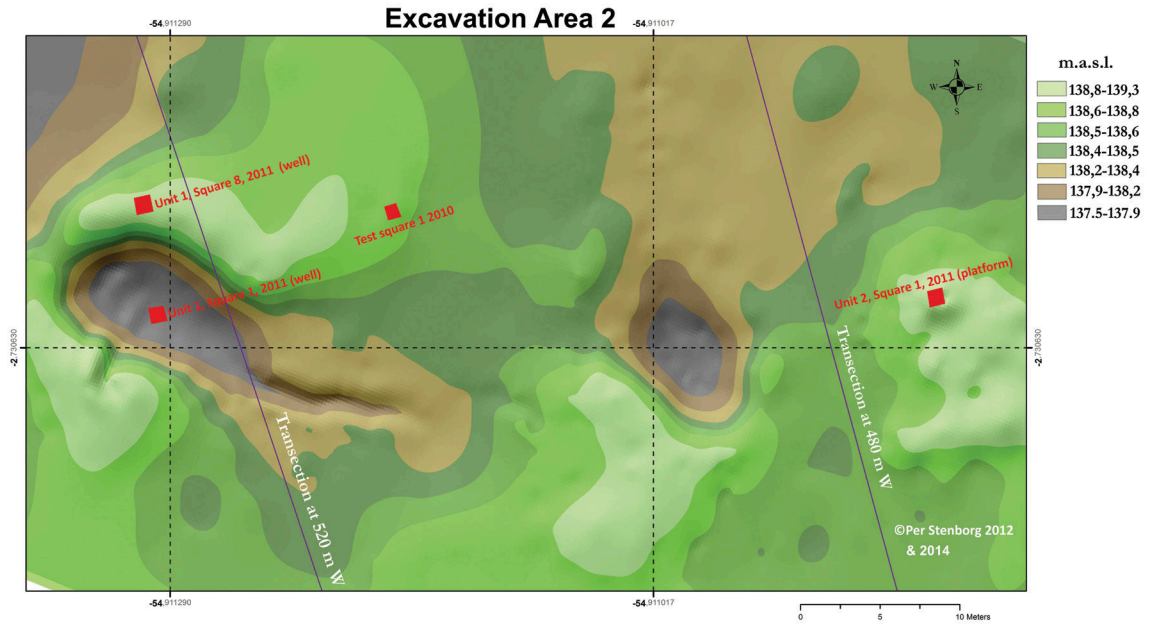 Excavation Area 2
-54,911290
-54,911017
N
W E
S
m.a.s.l.
138,8-139,3
138,6-138,8
138,5-138,6
138,4-138,5
138,2-138,4
137,9-138,2
137.5-137.9
Unit 1, Square 8, 2011 (well)
Test square 1 2010
Unit 1, Square 1, 2011 (well)
Unit 2, Square 1, 2011 (platform)
-2,730630
-2,730630
Transection at 520 m W
Transection at 480 m W
©Per Stenborg 2012
& 2014
-54,911290
-54,911017
0 5 10 Meters